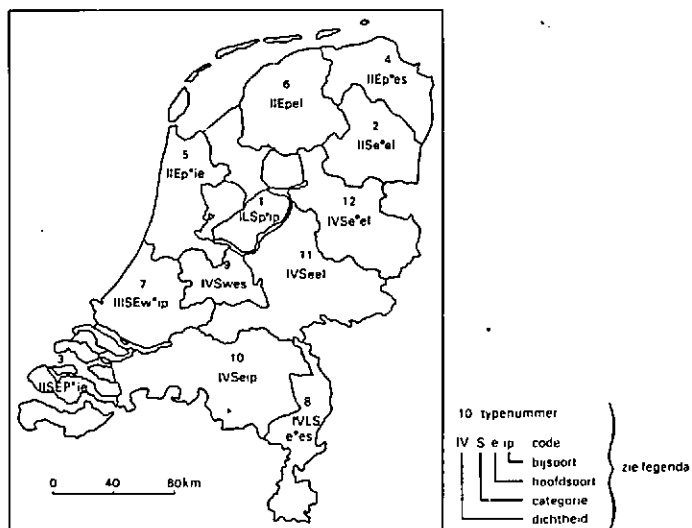 4
IIEp*es
6
IIEpel
2
IISe*el
5
IIEp*ie
1
ILSp*ip
12
IVSe*el
11
IVSeel
9
IVSwes
7
IIISEw*ip
3
IISEP*ie
10
IVSeip
8
IVLS
e*es
0 40 80km
10 typenummer
IV S e ip code
bijsoort
hoofdsoort
categorie
dichtheid
zie legenda